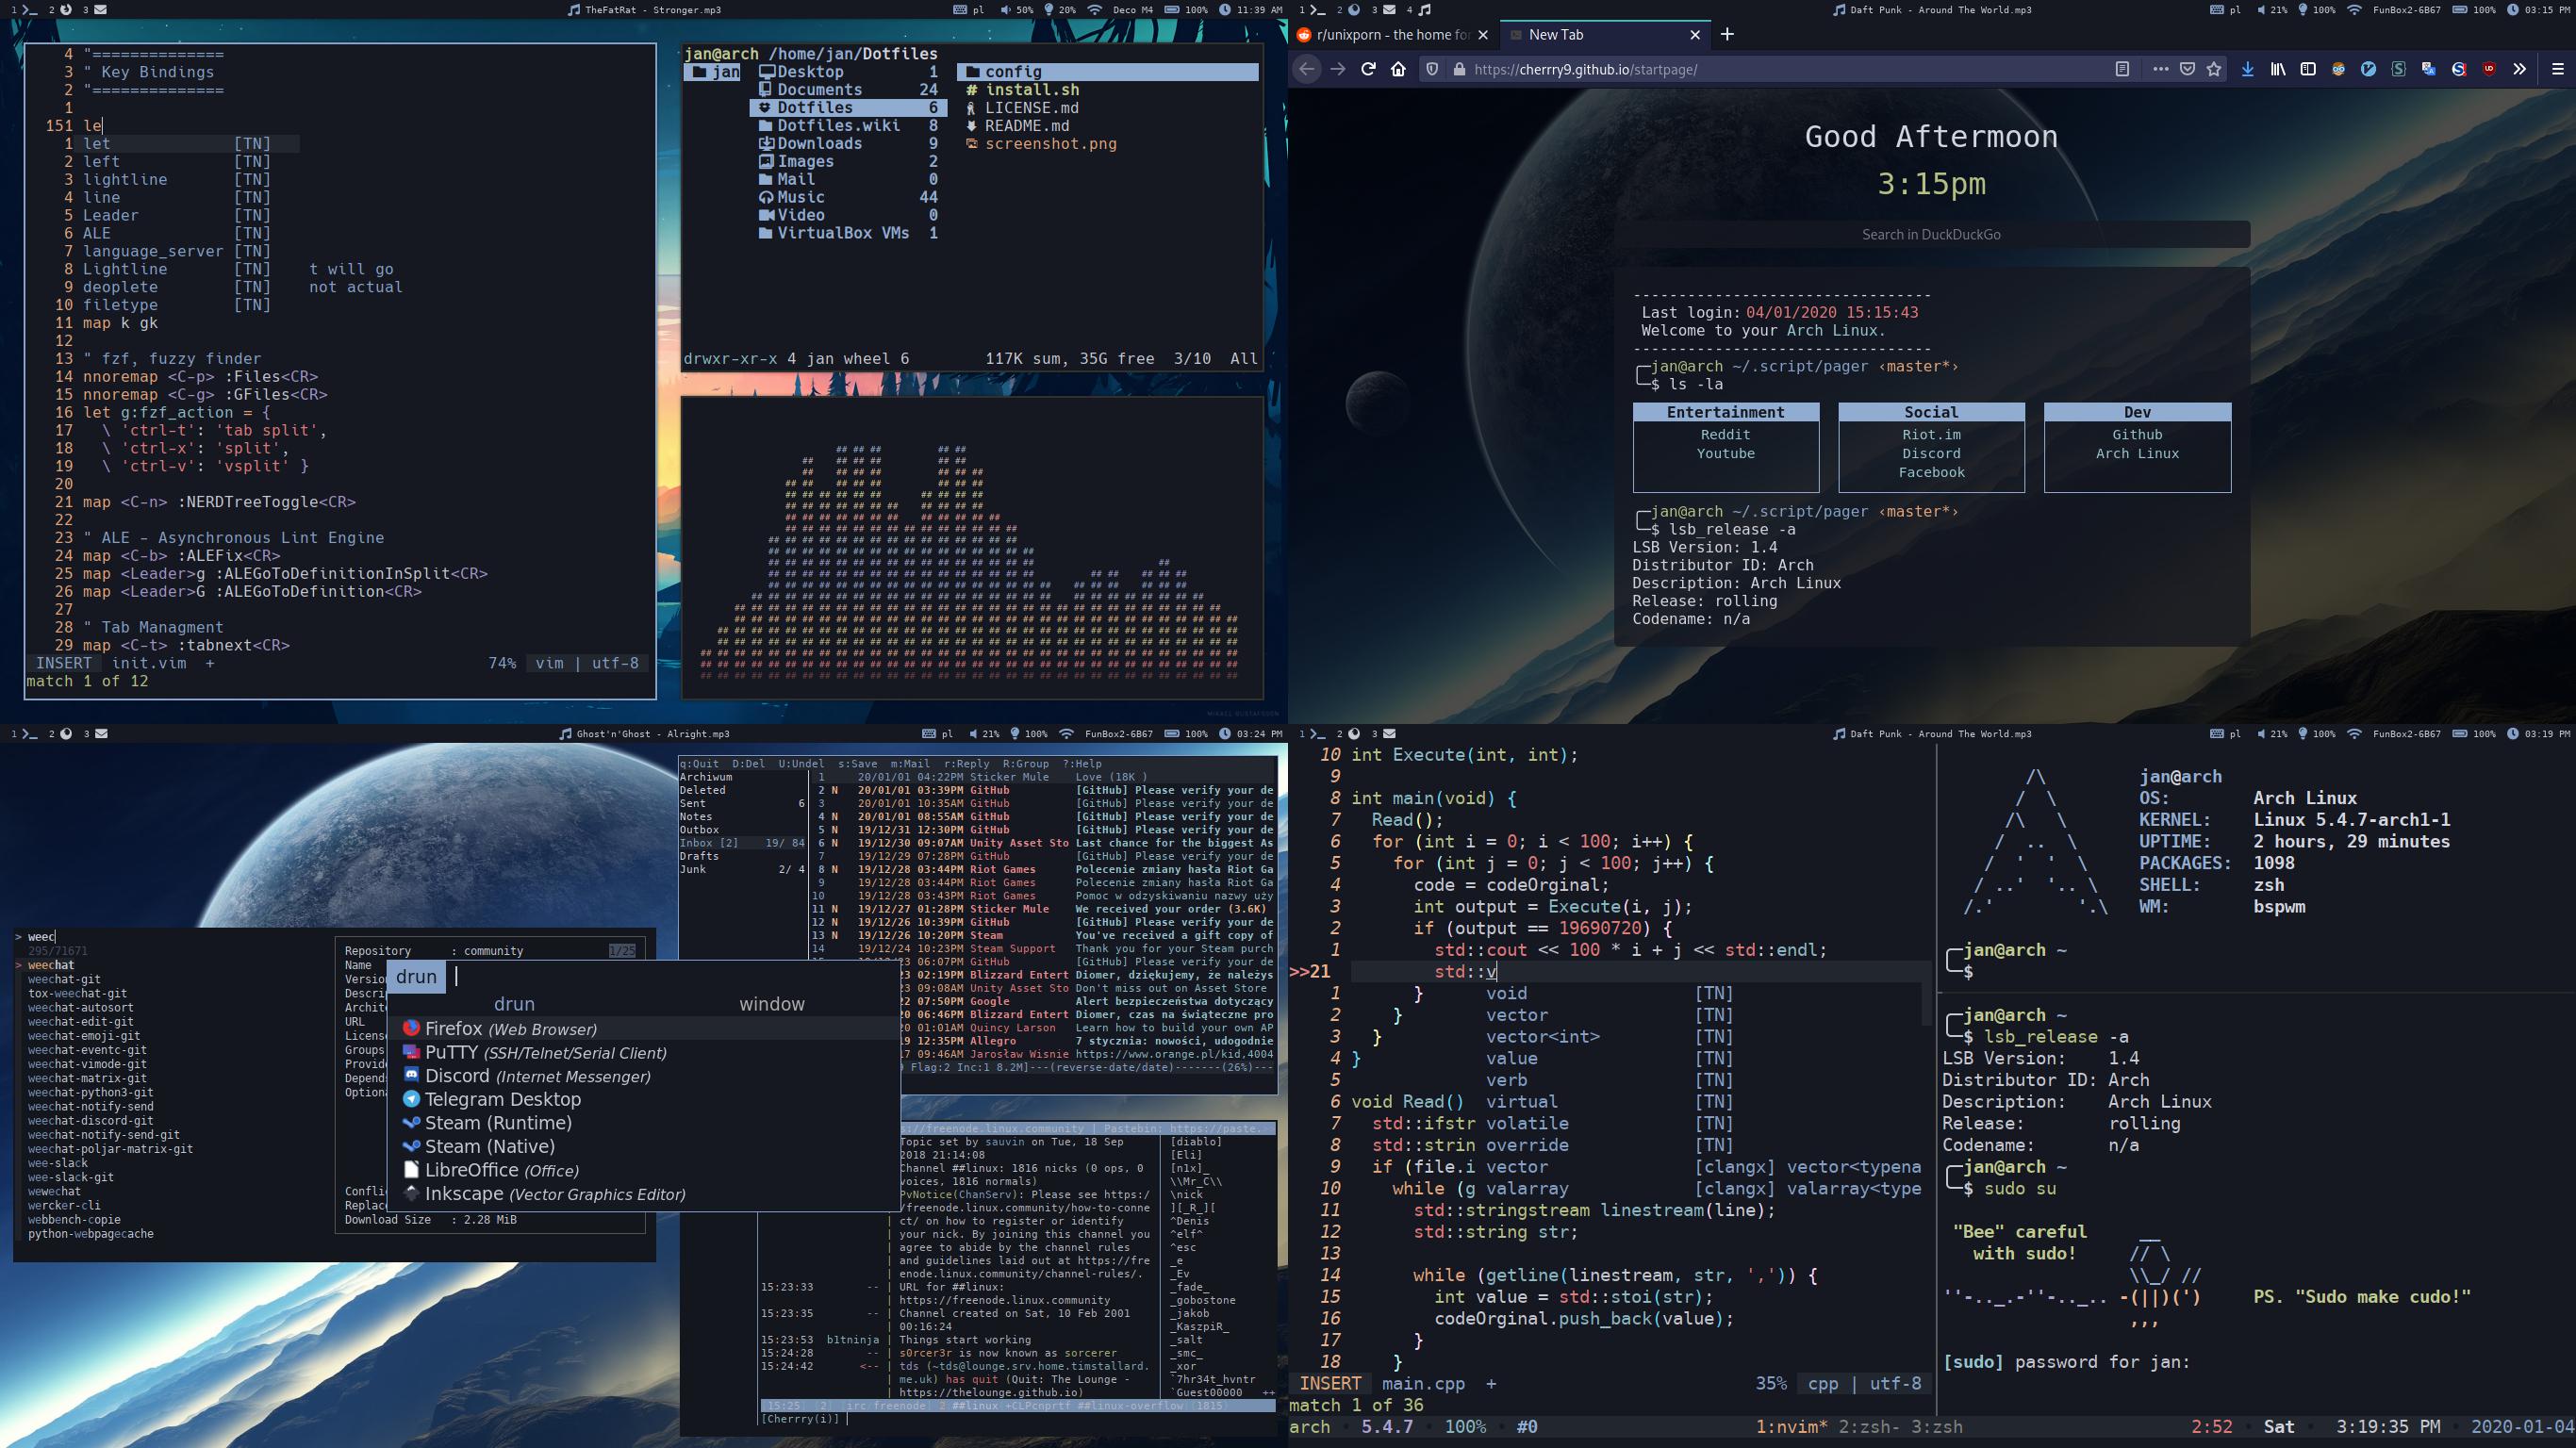 1 2 3 TheFatRat - Stronger.mp3 pl 50% 20% Deco M4 100% 11:39 AM
4 "==============
3 " Key Bindings
2 "==============
1
151 le
1 let [TN]
2 left [TN]
3 lightline [TN]
4 line [TN]
5 Leader [TN]
6 ALE [TN]
7 language_server [TN]
8 Lightline [TN] t will go
9 deoplete [TN] not actual
10 filetype [TN]
11 map k gk
12
13 " fzf, fuzzy finder
14 nnoremap <C-p> :Files<CR>
15 nnoremap <C-g> :GFiles<CR>
16 let g:fzf_action = {
17 \ 'ctrl-t': 'tab split',
18 \ 'ctrl-x': 'split',
19 \ 'ctrl-v': 'vsplit' }
20
21 map <C-n> :NERDTreeToggle<CR>
22
23 " ALE - Asynchronous Lint Engine
24 map <C-b> :ALEFix<CR>
25 map <Leader>g :ALEGoToDefinitionInSplit<CR>
26 map <Leader>G :ALEGoToDefinition<CR>
27
28 " Tab Managment
29 map <C-t> :tabnext<CR>
INSERT init.vim + 74% vim | utf-8
match 1 of 12
jan@arch /home/jan/Dotfiles
jan Desktop 1 config
Documents 24 # install.sh
Dotfiles 6 LICENSE.md
Dotfiles.wiki 8 README.md
Downloads 9 screenshot.png
Images 2
Mail 0
Music 44
Video 0
VirtualBox VMs 1
drwxr-xr-x 4 jan wheel 6 117K sum, 35G free 3/10 All
1 2 3 4 Daft Punk - Around The World.mp3 pl 21% 100% FunBox2-6B67 100% 03:15 PM
r/unixporn - the home for New Tab
https://cherrry9.github.io/startpage/
Good Afternoon
3:15pm
Search in DuckDuckGo
---------------------------------
Last login: 04/01/2020 15:15:43
Welcome to your Arch Linux.
---------------------------------
jan@arch ~/.script/pager ‹master*›
$ ls -la
Entertainment Social Dev
Reddit Riot.im Github
Youtube Discord Arch Linux
Facebook
jan@arch ~/.script/pager ‹master*›
$ lsb_release -a
LSB Version: 1.4
Distributor ID: Arch
Description: Arch Linux
Release: rolling
Codename: n/a
1 2 3 Ghost'n'Ghost - Alright.mp3 pl 21% 100% FunBox2-6B67 100% 03:24 PM
q:Quit D:Del U:Undel s:Save m:Mail r:Reply R:Group ?:Help
Archiwum
Deleted
Sent 6
Notes
Outbox
Inbox [2] 19/ 84
Drafts
Junk 2/ 4
1 20/01/01 04:22PM Sticker Mule Love (18K )
2 N 20/01/01 03:39PM GitHub [GitHub] Please verify your de
3 20/01/01 10:35AM GitHub [GitHub] Please verify your de
4 N 20/01/01 08:55AM GitHub [GitHub] Please verify your de
5 N 19/12/31 12:30PM GitHub [GitHub] Please verify your de
6 N 19/12/30 09:07AM Unity Asset Sto Last chance for the biggest As
7 19/12/29 07:28PM GitHub [GitHub] Please verify your de
8 N 19/12/28 03:44PM Riot Games Polecenie zmiany hasła Riot Ga
9 19/12/28 03:44PM Riot Games Polecenie zmiany hasła Riot Ga
10 19/12/28 03:43PM Riot Games Pomoc w odzyskiwaniu nazwy uży
11 N 19/12/27 01:28PM Sticker Mule We received your order (3.6K)
12 N 19/12/26 10:39PM GitHub [GitHub] Please verify your de
13 N 19/12/26 10:20PM Steam You've received a gift copy of
14 19/12/24 10:23PM Steam Support Thank you for your Steam purch
23 06:07PM GitHub [GitHub] Please verify your de
23 02:19PM Blizzard Entert Diomer, dziękujemy, że należys
23 09:08AM Unity Asset Sto Don't miss out on Asset Store
22 07:50PM Google Alert bezpieczeństwa dotyczący
20 06:46PM Blizzard Entert Diomer, czas na świąteczne pro
20 01:01AM Quincy Larson Learn how to build your own AP
19 12:35PM Allegro 7 stycznia: nowości, udogodnie
17 09:46AM Jarosław Wisnie https://www.orange.pl/kid,4004
Flag:2 Inc:1 8.2M]---(reverse-date/date)-------(26%)---
> weec
295/71671
> weechat
weechat-git
tox-weechat-git
weechat-autosort
weechat-edit-git
weechat-emoji-git
weechat-eventc-git
weechat-vimode-git
weechat-matrix-git
weechat-python3-git
weechat-notify-send
weechat-discord-git
weechat-notify-send-git
weechat-poljar-matrix-git
wee-slack
wee-slack-git
wewechat
wercker-cli
webbench-copie
python-webpagecache
Repository : community 1/25
Name
Versio
Descri
Archit
URL
Licens
Groups
Provid
Depend
Option
Confli
Replac
Download Size : 2.28 MiB
drun
drun window
Firefox (Web Browser)
PuTTY (SSH/Telnet/Serial Client)
Discord (Internet Messenger)
Telegram Desktop
Steam (Runtime)
Steam (Native)
LibreOffice (Office)
Inkscape (Vector Graphics Editor)
s://freenode.linux.community | Pastebin: https://paste.
Topic set by sauvin on Tue, 18 Sep
2018 21:14:08
Channel ##linux: 1816 nicks (0 ops, 0
voices, 1816 normals)
PvNotice(ChanServ): Please see https:/
/freenode.linux.community/how-to-conne
ct/ on how to register or identify
your nick. By joining this channel you
agree to abide by the channel rules
and guidelines laid out at https://fre
enode.linux.community/channel-rules/.
15:23:33 -- | URL for ##linux:
https://freenode.linux.community
15:23:35 -- | Channel created on Sat, 10 Feb 2001
00:16:24
15:23:53 b1tninja | Things start working
15:24:28 -- | s0rcer3r is now known as sorcerer
15:24:42 <-- | tds (~tds@lounge.srv.home.timstallard.
me.uk) has quit (Quit: The Lounge -
https://thelounge.github.io)
[diablo]
[Eli]
[n1x]_
\\Mr_C\\
\nick
][_R_][
^Denis
^elf^
^esc
_e
_Ev
_fade_
_gobostone
_jakob
_KaszpiR_
_salt
_smc_
_xor
`7hr34t_hvntr
`Guest00000 ++
[15:25] [2] [irc/freenode] 2:##linux(+CLPcnprtf ##linux-overflow){1815}
[Cherrry(i)]
1 2 3 Daft Punk - Around The World.mp3 pl 21% 100% FunBox2-6B67 100% 03:19 PM
10 int Execute(int, int);
9
8 int main(void) {
7 Read();
6 for (int i = 0; i < 100; i++) {
5 for (int j = 0; j < 100; j++) {
4 code = codeOrginal;
3 int output = Execute(i, j);
2 if (output == 19690720) {
1 std::cout << 100 * i + j << std::endl;
>>21 std::v
1 } void [TN]
2 } vector [TN]
3 } vector<int> [TN]
4 } value [TN]
5 verb [TN]
6 void Read() virtual [TN]
7 std::ifstr volatile [TN]
8 std::strin override [TN]
9 if (file.i vector [clangx] vector<typena
10 while (g valarray [clangx] valarray<type
11 std::stringstream linestream(line);
12 std::string str;
13
14 while (getline(linestream, str, ',')) {
15 int value = std::stoi(str);
16 codeOrginal.push_back(value);
17 }
18 }
INSERT main.cpp + 35% cpp | utf-8
match 1 of 36
jan@arch
OS: Arch Linux
KERNEL: Linux 5.4.7-arch1-1
UPTIME: 2 hours, 29 minutes
PACKAGES: 1098
SHELL: zsh
WM: bspwm
jan@arch ~
$
jan@arch ~
$ lsb_release -a
LSB Version: 1.4
Distributor ID: Arch
Description: Arch Linux
Release: rolling
Codename: n/a
jan@arch ~
$ sudo su
"Bee" careful
with sudo!
PS. "Sudo make cudo!"
[sudo] password for jan:
arch 5.4.7 100% #0 1:nvim* 2:zsh- 3:zsh 2:52 Sat 3:19:35 PM 2020-01-04